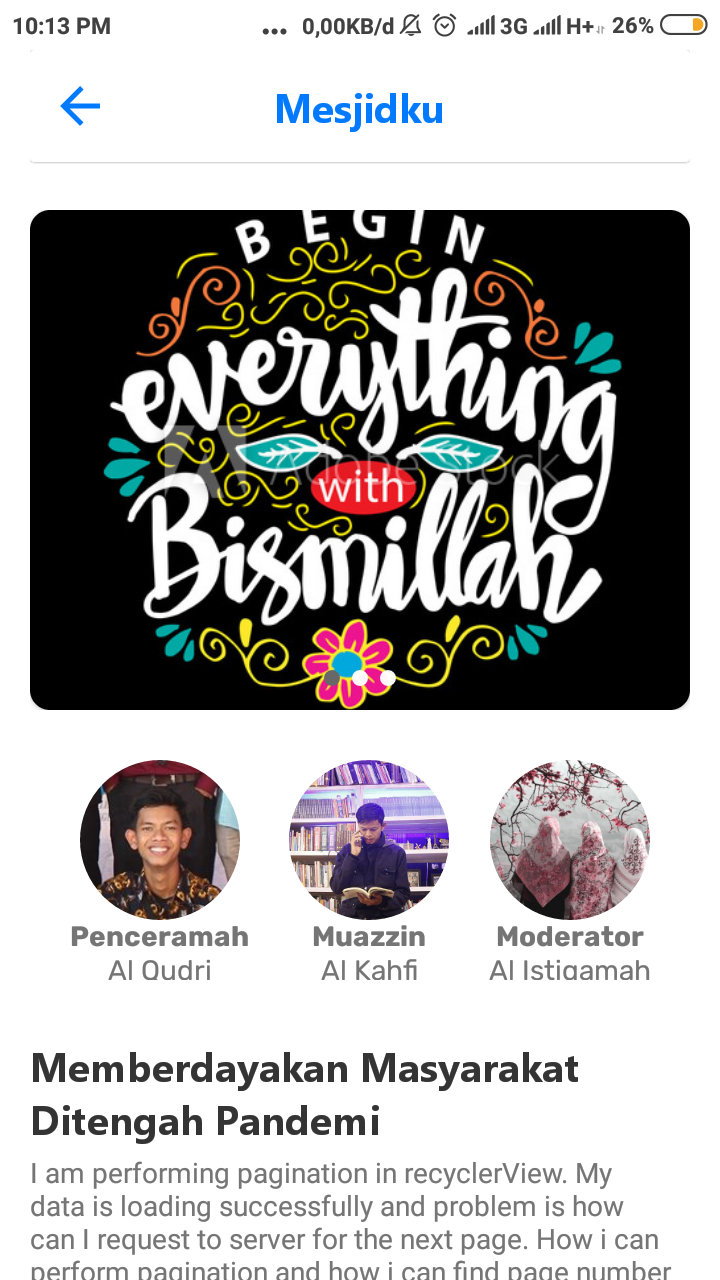 10:13 PM ... 0,00KB/d 3G H+ 26%
Mesjidku
BEGIN
everything
Adobe Stock
with
Bismillah
Penceramah Muazzin Moderator
Al Qudri Al Kahfi Al Istiqamah
Memberdayakan Masyarakat
Ditengah Pandemi
I am performing pagination in recyclerView. My
data is loading successfully and problem is how
can I request to server for the next page. How i can
perform pagination and how i can find page number